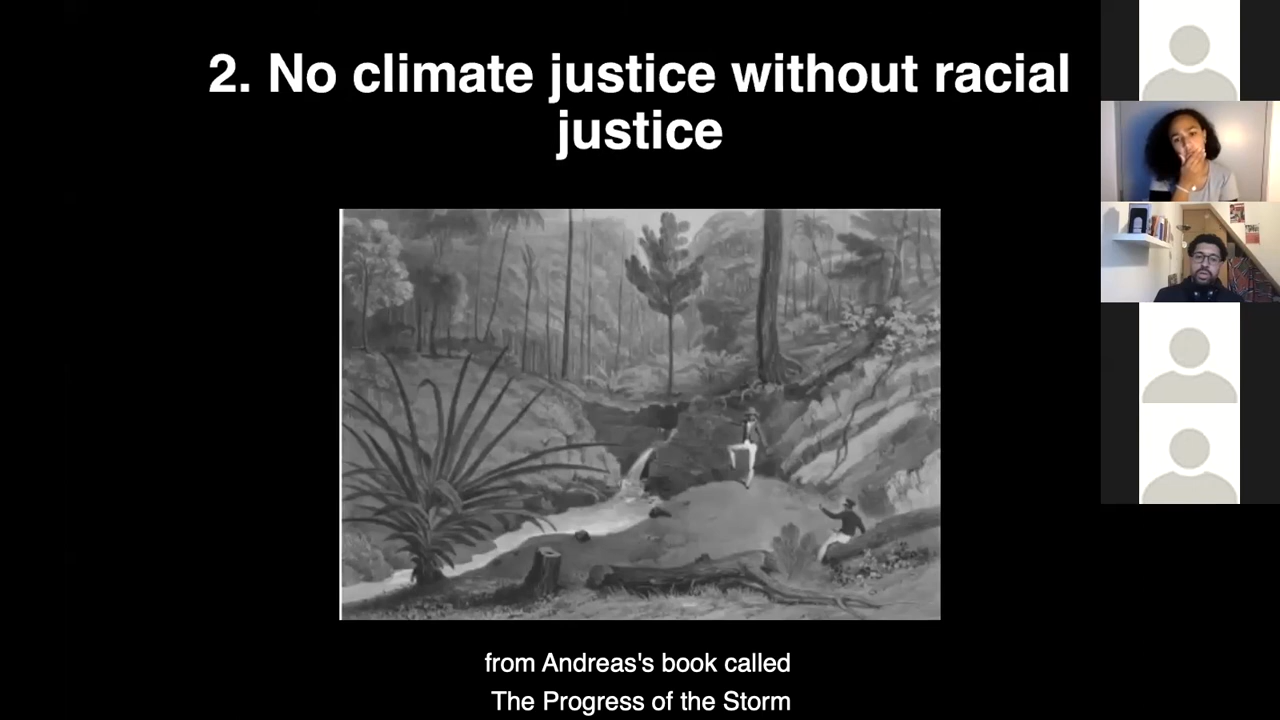 2. No climate justice without racial
justice
from Andreas's book called
The Progress of the Storm